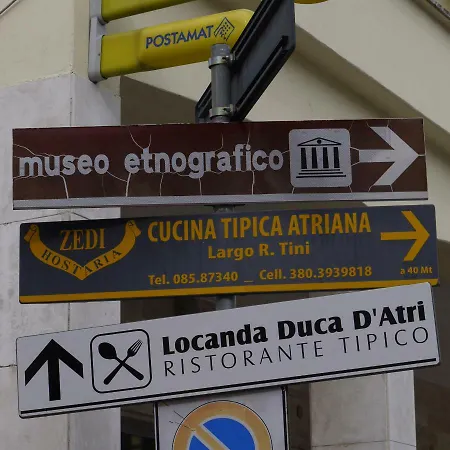 POSTAMAT
museo etnografico
ZEDI
HOSTARIA
CUCINA TIPICA ATRIANA
Largo R. Tini
Tel. 085.87340 _ Cell. 380.3939818
a 40 Mt
Locanda Duca D'Atri
RISTORANTE TIPICO